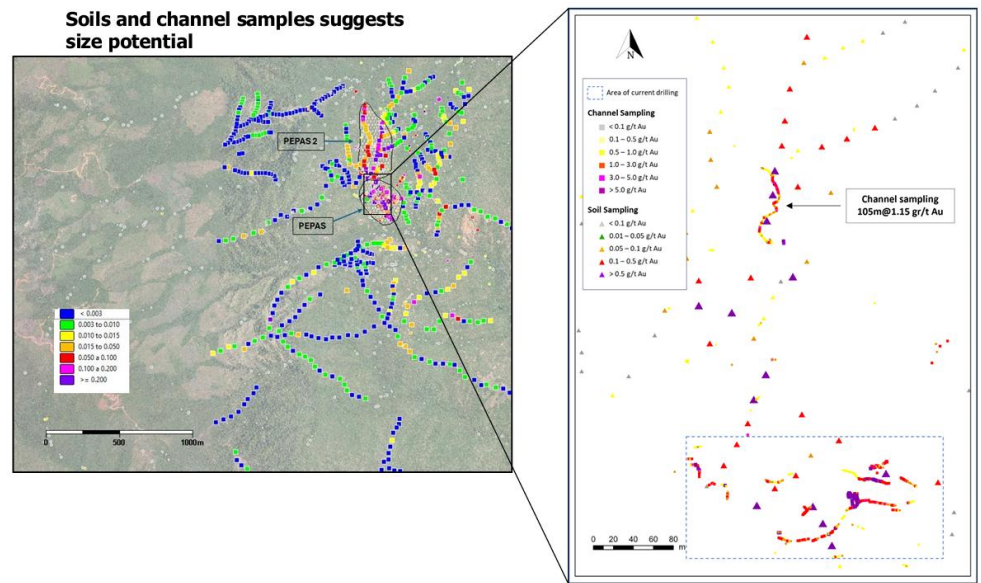 Soils and channel samples suggests
size potential
PEPAS 2
PEPAS
< 0.003
0.003 to 0.010
0.010 to 0.015
0.015 to 0.050
0.050 a 0.100
0.100 a 0.200
>= 0.200
0
500
1000m
N
Area of current drilling
Channel Sampling
< 0.1 g/t Au
0.1 – 0.5 g/t Au
0.5 – 1.0 g/t Au
1.0 – 3.0 g/t Au
3.0 – 5.0 g/t Au
> 5.0 g/t Au
Soil Sampling
< 0.1 g/t Au
0.01 – 0.05 g/t Au
0.05 – 0.1 g/t Au
0.1 – 0.5 g/t Au
> 0.5 g/t Au
Channel sampling
105m@1.15 gr/t Au
0 20 40 60 80
m